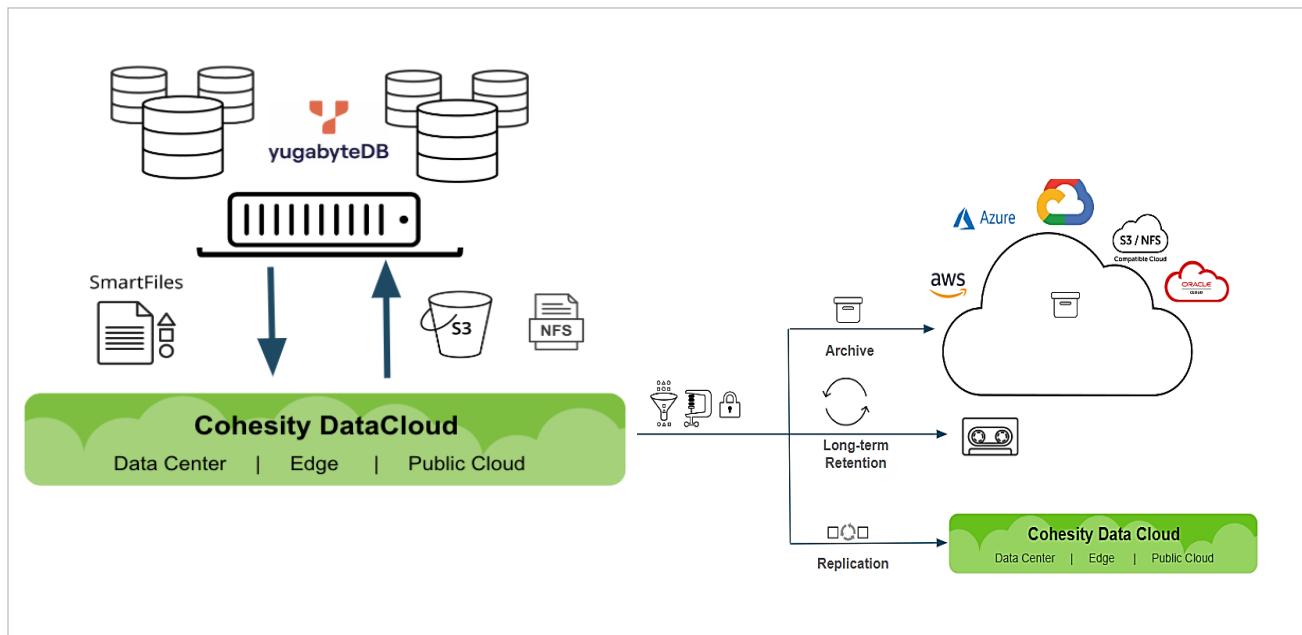 yugabyteDB
SmartFiles
S3
NFS
Cohesity DataCloud
Data Center | Edge | Public Cloud
Archive
Long-term
Retention
Replication
Azure
S3 / NFS
Compatible Cloud
aws
ORACLE
CLOUD
Cohesity Data Cloud
Data Center | Edge | Public Cloud